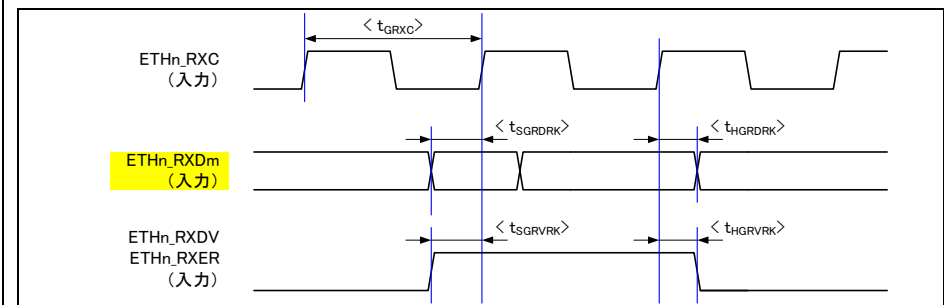 < tGRXC>
ETHn_RXC
（入力）
< tSGRDRK>
< tHGRDRK>
ETHn_RXDm
（入力）
< tSGRVRK>
< tHGRVRK>
ETHn_RXDV
ETHn_RXER
（入力）